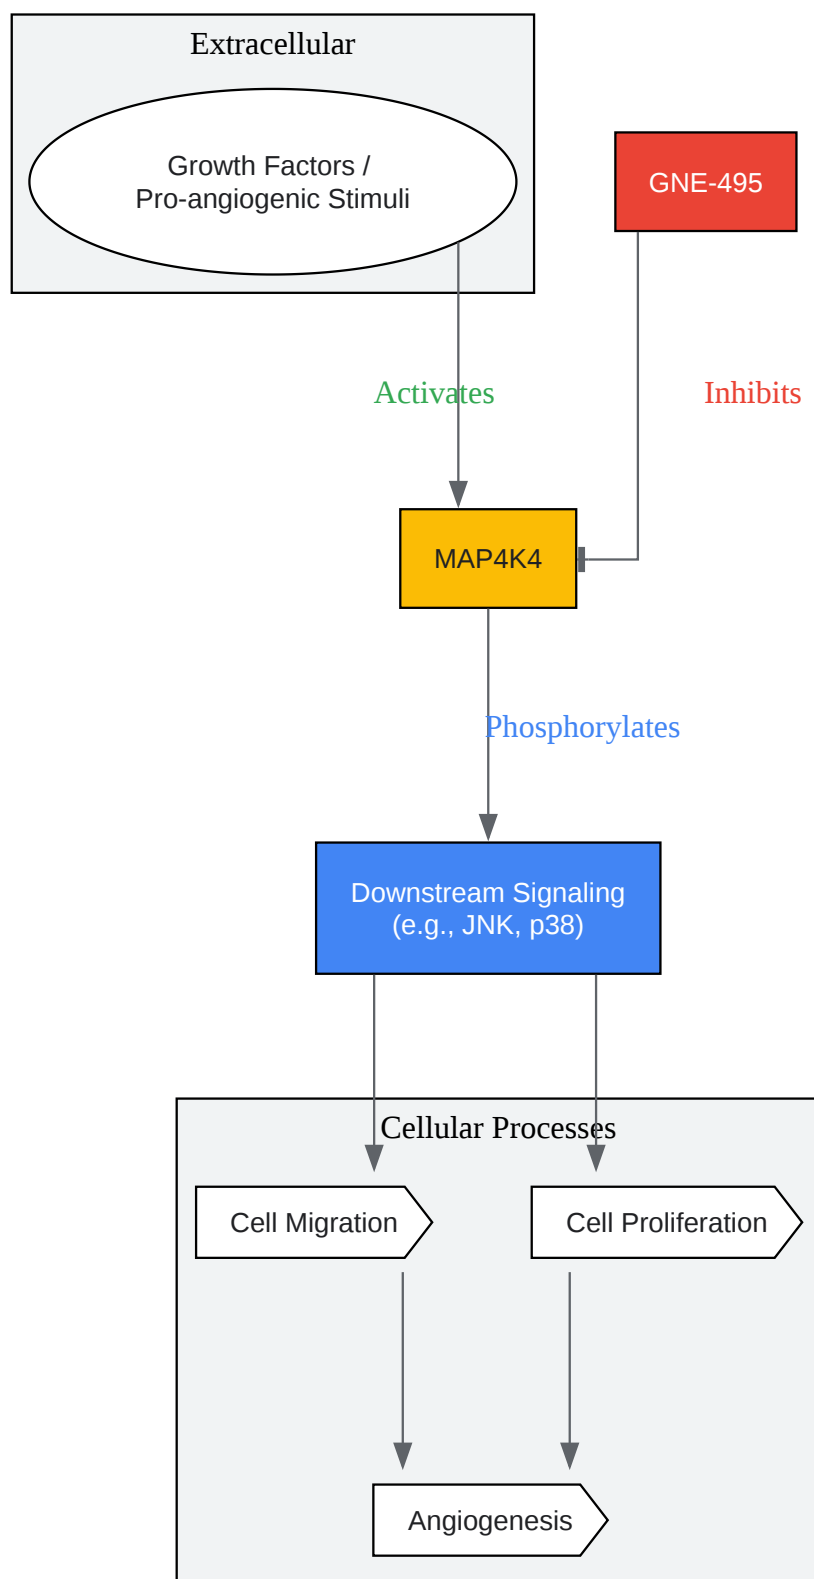 Extracellular
Growth Factors /
Pro-angiogenic Stimuli
GNE-495
Activates
Inhibits
MAP4K4
Phosphorylates
Downstream Signaling
(e.g., JNK, p38)
Cellular Processes
Cell Migration
Cell Proliferation
Angiogenesis